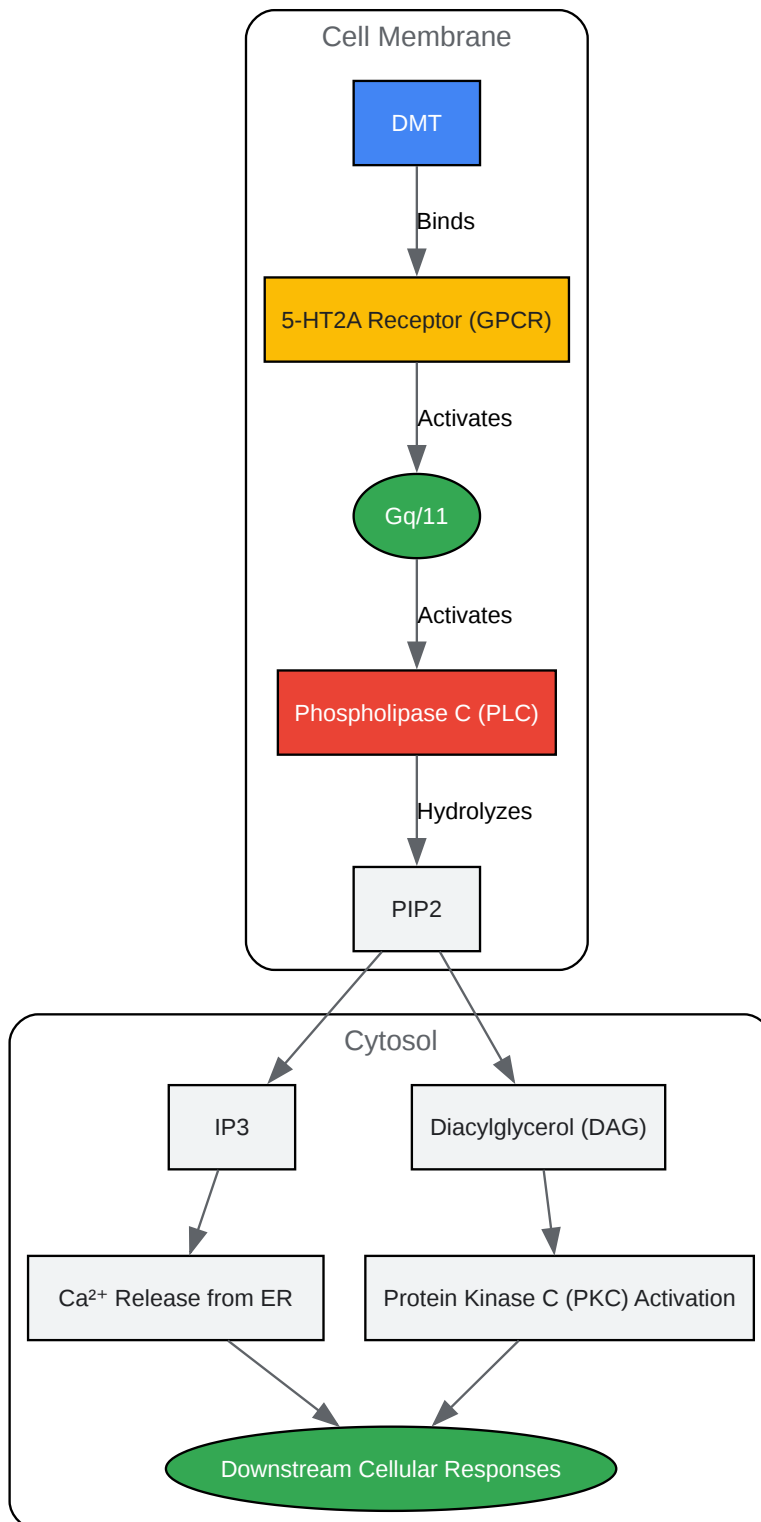 Cell Membrane
DMT
Binds
5-HT2A Receptor (GPCR)
Activates
Gq/11
Activates
Phospholipase C (PLC)
Hydrolyzes
PIP2
Cytosol
IP3
Diacylglycerol (DAG)
Ca²⁺ Release from ER
Protein Kinase C (PKC) Activation
Downstream Cellular Responses